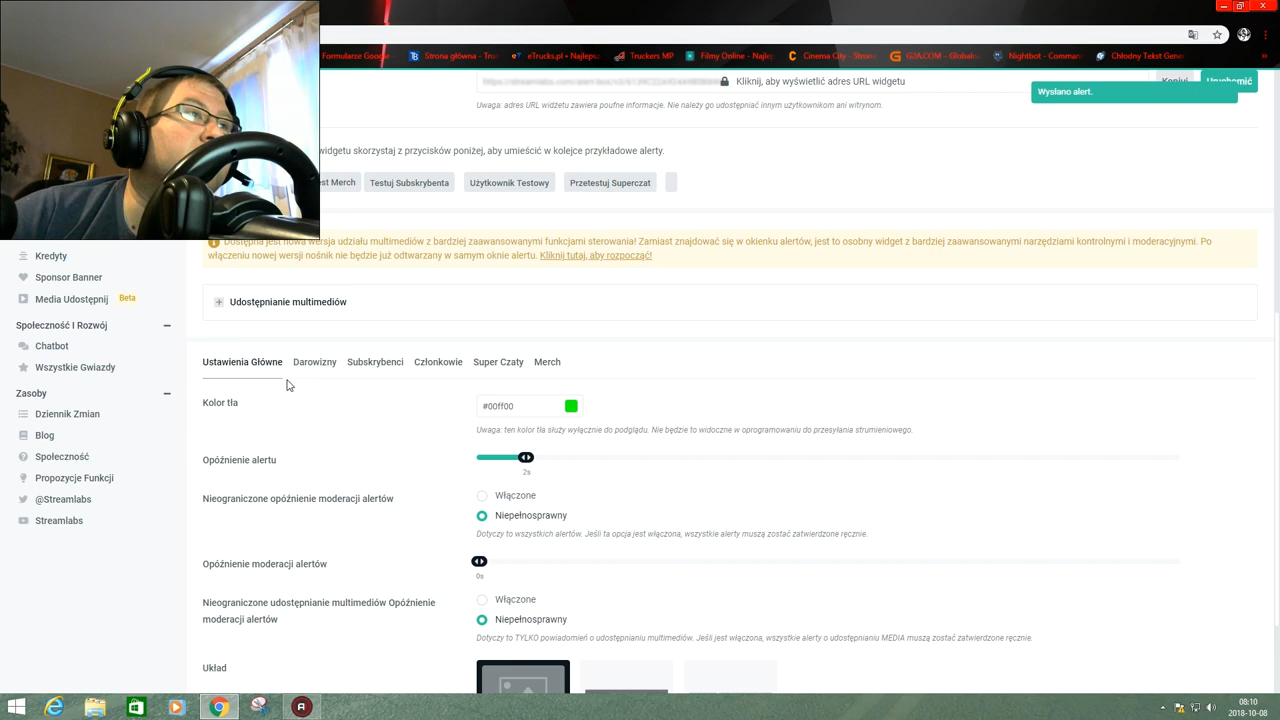 Formularze Google
Strona główna - Tru
eTrucks.pl • Najleps
Truckers MP
Filmy Online - Najle
Cinema City - Stron
G2A.COM - Globaln
Nightbot - Comman
Chłodny Tekst Gene
Kliknij, aby wyświetlić adres URL widgetu
Kopiuj
Uruchomić
Wysłano alert.
Uwaga: adres URL widżetu zawiera poufne informacje. Nie należy go udostępniać innym użytkownikom ani witrynom.
widgetu skorzystaj z przycisków poniżej, aby umieścić w kolejce przykładowe alerty.
est Merch
Testuj Subskrybenta
Użytkownik Testowy
Przetestuj Superczat
Dostępna jest nowa wersja udziału multimediów z bardziej zaawansowanymi funkcjami sterowania! Zamiast znajdować się w okienku alertów, jest to osobny widget z bardziej zaawansowanymi narzędziami kontrolnymi i moderacyjnymi. Po
włączeniu nowej wersji nośnik nie będzie już odtwarzany w samym oknie alertu. Kliknij tutaj, aby rozpocząć!
Kredyty
Sponsor Banner
Media Udostępnij Beta
Społeczność I Rozwój
Chatbot
Wszystkie Gwiazdy
Zasoby
Dziennik Zmian
Blog
Społeczność
Propozycje Funkcji
@Streamlabs
Streamlabs
Udostępnianie multimediów
Ustawienia Główne
Darowizny
Subskrybenci
Członkowie
Super Czaty
Merch
Kolor tła
#00ff00
Uwaga: ten kolor tła służy wyłącznie do podglądu. Nie będzie to widoczne w oprogramowaniu do przesyłania strumieniowego.
Opóźnienie alertu
2s
Nieograniczone opóźnienie moderacji alertów
Włączone
Niepełnosprawny
Dotyczy to wszystkich alertów. Jeśli ta opcja jest włączona, wszystkie alerty muszą zostać zatwierdzone ręcznie.
Opóźnienie moderacji alertów
0s
Nieograniczone udostępnianie multimediów Opóźnienie
moderacji alertów
Włączone
Niepełnosprawny
Dotyczy to TYLKO powiadomień o udostępnianiu multimediów. Jeśli jest włączona, wszystkie alerty o udostępnianiu MEDIA muszą zostać zatwierdzone ręcznie.
Układ
08:10
2018-10-08